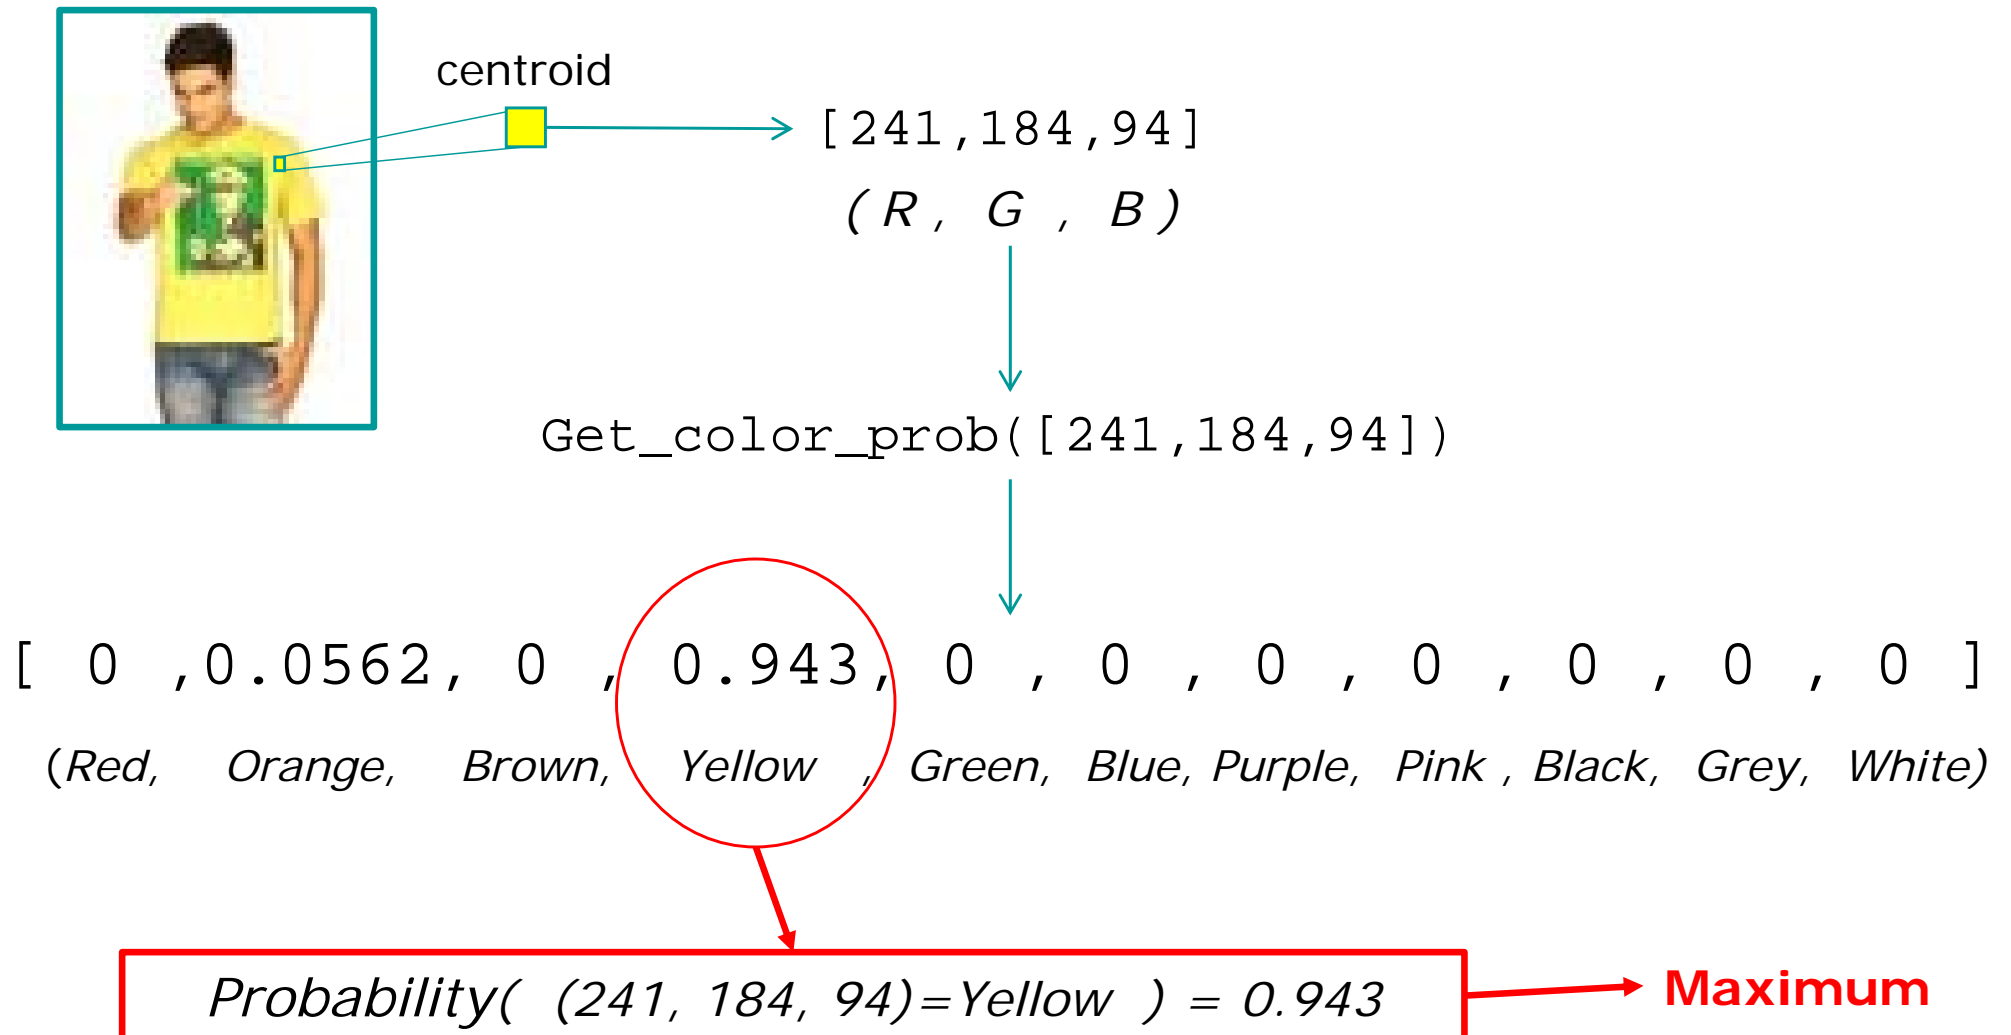 centroid
[241,184,94]
(R, G , B)
Get_color_prob([241,184,94])
[ 0 ,0.0562, 0 , 0.943, 0 , 0 , 0 , 0 , 0 , 0 , 0 ]
(Red, Orange, Brown, Yellow , Green, Blue, Purple, Pink , Black, Grey, White)
Probability( (241, 184, 94)=Yellow ) = 0.943
Maximum